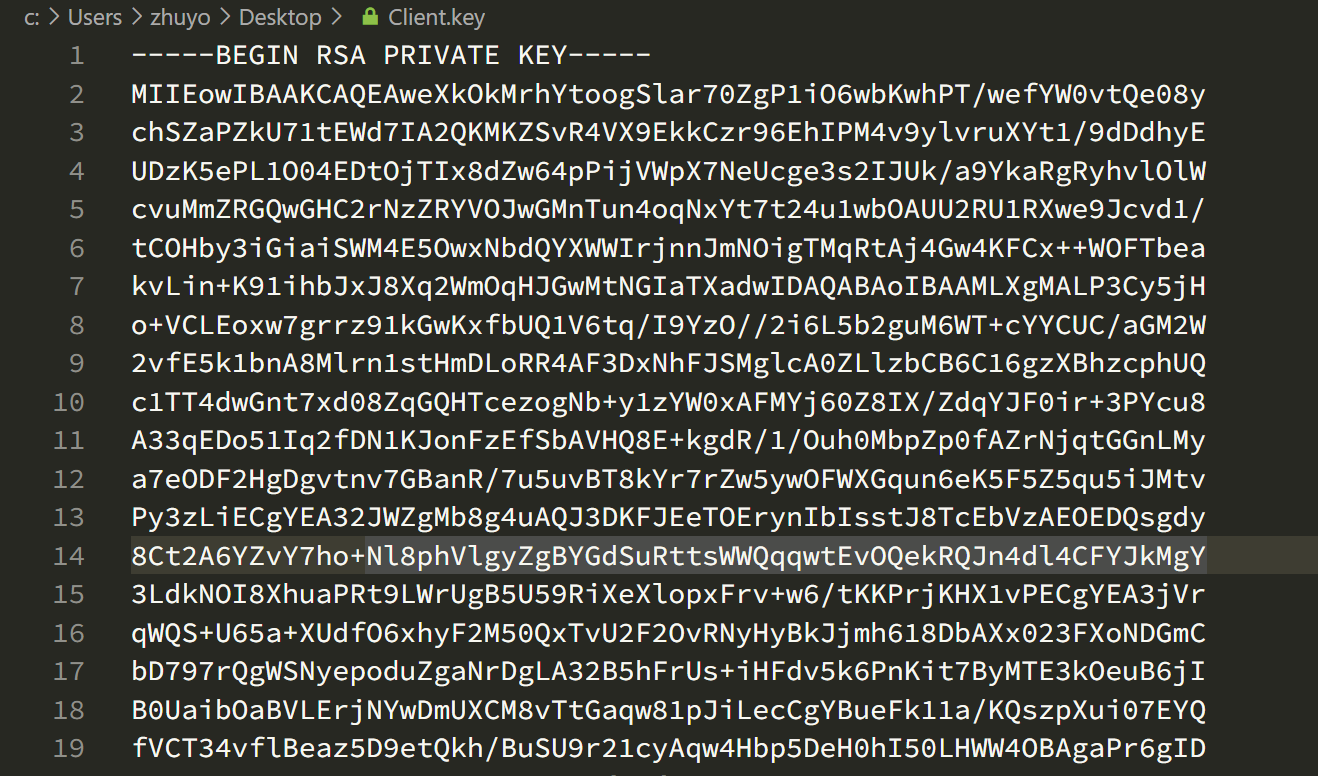 c: > Users > zhuyo > Desktop > Client.key
1 -----BEGIN RSA PRIVATE KEY-----
2 MIIEowIBAAKCAQEAweXkOkMrhYtoogSlar70ZgP1iO6wbKwhPT/wefYW0vtQe08y
3 chSZaPZkU71tEWd7IA2QKMKZSvR4VX9EkkCzr96EhIPM4v9ylvruXYt1/9dDdhyE
4 UDzK5ePL1O04EDtOjTIx8dZw64pPijVWpX7NeUcge3s2IJUk/a9YkaRgRyhvlOlW
5 cvuMmZRGQwGHC2rNzZRYVOJwGMnTun4oqNxYt7t24u1wbOAUU2RU1RXwe9Jcvd1/
6 tCOHby3iGiaiSWM4E5OwxNbdQYXWWIrjnnJmNOigTMqRtAj4Gw4KFCx++WOFTbea
7 kvLin+K91ihbJxJ8Xq2WmOqHJGwMtNGIaTXadwIDAQABAoIBAAMLXgMALP3Cy5jH
8 o+VCLEoxw7grrz91kGwKxfbUQ1V6tq/I9YzO//2i6L5b2guM6WT+cYYCUC/aGM2W
9 2vfE5k1bnA8Mlrn1stHmDLoRR4AF3DxNhFJSMglcA0ZLlzbCB6C16gzXBhzcphUQ
10 c1TT4dwGnt7xd08ZqGQHTcezogNb+y1zYW0xAFMYj60Z8IX/ZdqYJF0ir+3PYcu8
11 A33qEDo51Iq2fDN1KJonFzEfSbAVHQ8E+kgdR/1/Ouh0MbpZp0fAZrNjqtGGnLMy
12 a7eODF2HgDgvtnv7GBanR/7u5uvBT8kYr7rZw5ywOFWXGqun6eK5F5Z5qu5iJMtv
13 Py3zLiECgYEA32JWZgMb8g4uAQJ3DKFJEeTOErynIbIsstJ8TcEbVzAEOEDQsgdy
14 8Ct2A6YZvY7ho+Nl8phVlgyZgBYGdSuRttsWWQqqwtEvOQekRQJn4dl4CFYJkMgY
15 3LdkNOI8XhuaPRt9LWrUgB5U59RiXeXlopxFrv+w6/tKKPrjKHX1vPECgYEA3jVr
16 qWQS+U65a+XUdfO6xhyF2M50QxTvU2F2OvRNyHyBkJjmh618DbAXx023FXoNDGmC
17 bD797rQgWSNyepoduZgaNrDgLA32B5hFrUs+iHFdv5k6PnKit7ByMTE3kOeuB6jI
18 B0UaibOaBVLErjNYwDmUXCM8vTtGaqw81pJiLecCgYBueFk11a/KQszpXui07EYQ
19 fVCT34vflBeaz5D9etQkh/BuSU9r21cyAqw4Hbp5DeH0hI50LHWW4OBAgaPr6gID